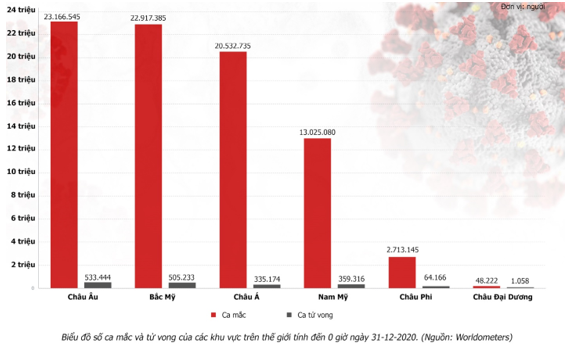 Đơn vị: người
24 triệu
22 triệu
20 triệu
18 triệu
16 triệu
14 triệu
12 triệu
10 triệu
8 triệu
6 triệu
4 triệu
2 triệu
0
23.166.545
533.444
22.917.385
505.233
20.532.735
335.174
13.025.080
359.316
2.713.145
64.166
48.222
1.058
Châu Âu
Bắc Mỹ
Châu Á
Nam Mỹ
Châu Phi
Châu Đại Dương
Ca mắc
Ca tử vong
Biểu đồ số ca mắc và tử vong của các khu vực trên thế giới tính đến 0 giờ ngày 31-12-2020. (Nguồn: Worldometers)